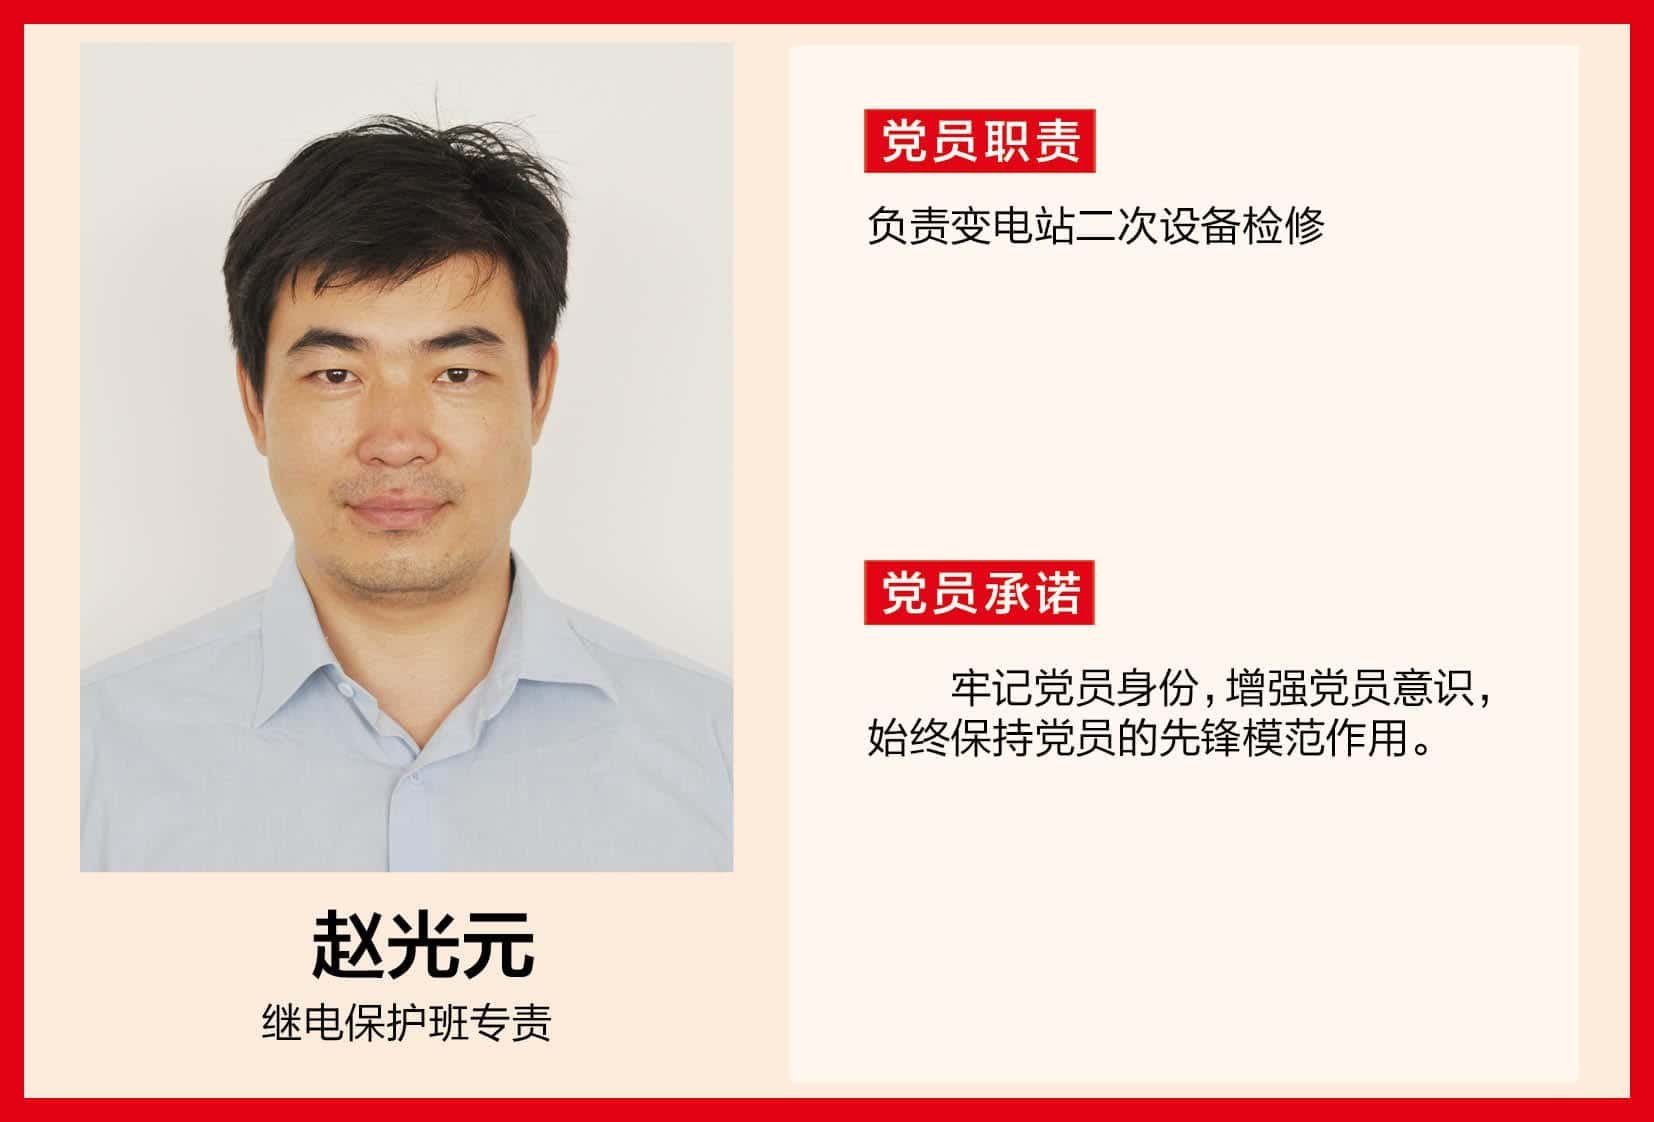 党员职责
负责变电站二次设备检修
党员承诺
牢记党员身份，增强党员意识，
始终保持党员的先锋模范作用。
赵光元
继电保护班专责